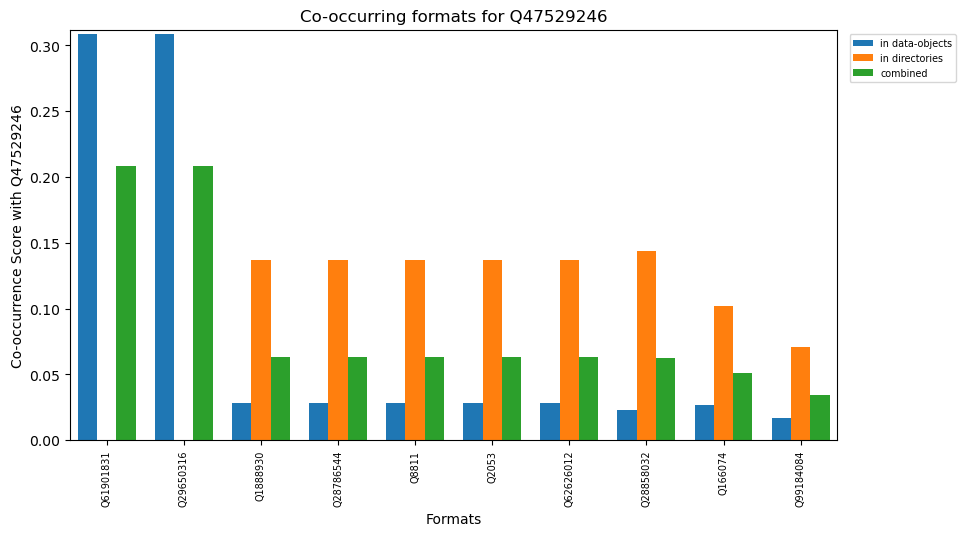 Co-occurring formats for Q47529246
in data-objects
in directories
combined
Co-occurrence Score with Q47529246
0.30
0.25
0.20
0.15
0.10
0.05
0.00
Q61901831
Q29650316
Q1888930
Q28786544
Q8811
Q2053
Q62626012
Q28858032
Q166074
Q99184084
Formats